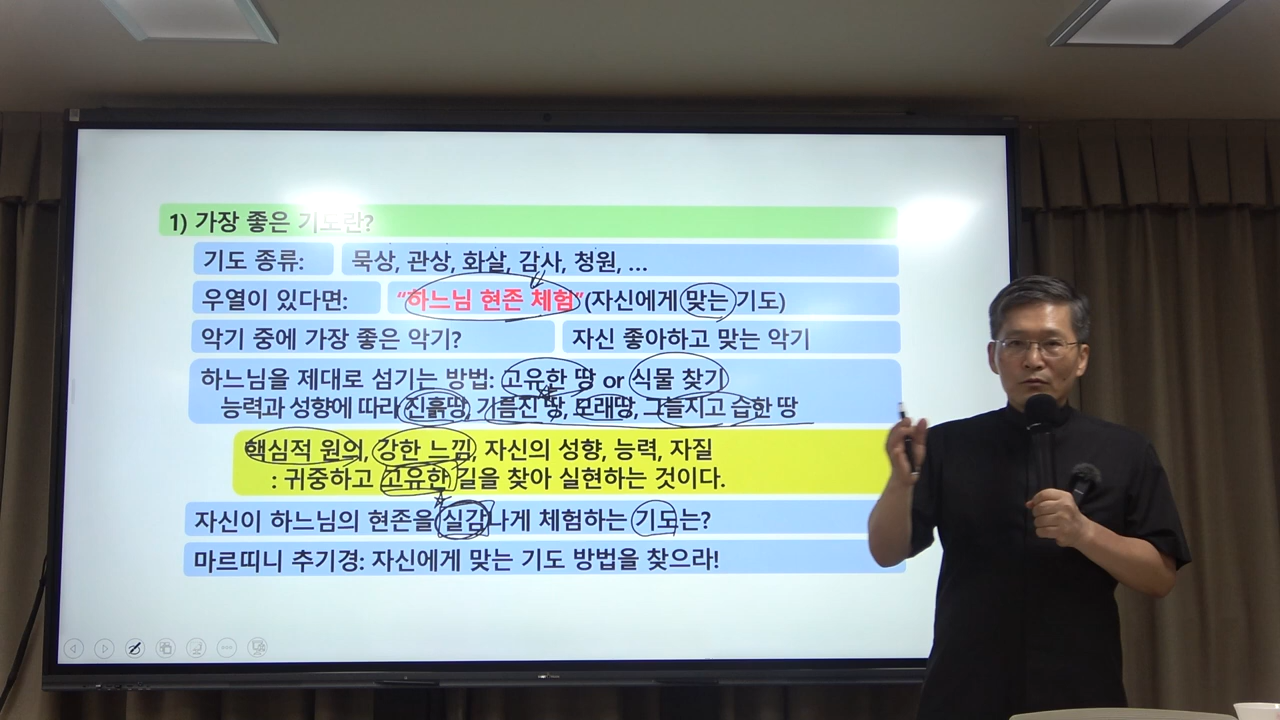 1) 가장 좋은 기도란?
기도 종류: 묵상, 관상, 화살, 감사, 청원, ...
우열이 있다면: “하느님 현존 체험”(자신에게 맞는 기도)
악기 중에 가장 좋은 악기? 자신 좋아하고 맞는 악기
하느님을 제대로 섬기는 방법: 고유한 땅 or 식물 찾기
능력과 성향에 따라 진흙땅, 기름진 땅, 모래땅, 그늘지고 습한 땅
핵심적 원의, 강한 느낌, 자신의 성향, 능력, 자질
: 귀중하고 고유한 길을 찾아 실현하는 것이다.
자신이 하느님의 현존을 실감나게 체험하는 기도는?
마르띠니 추기경: 자신에게 맞는 기도 방법을 찾으라!